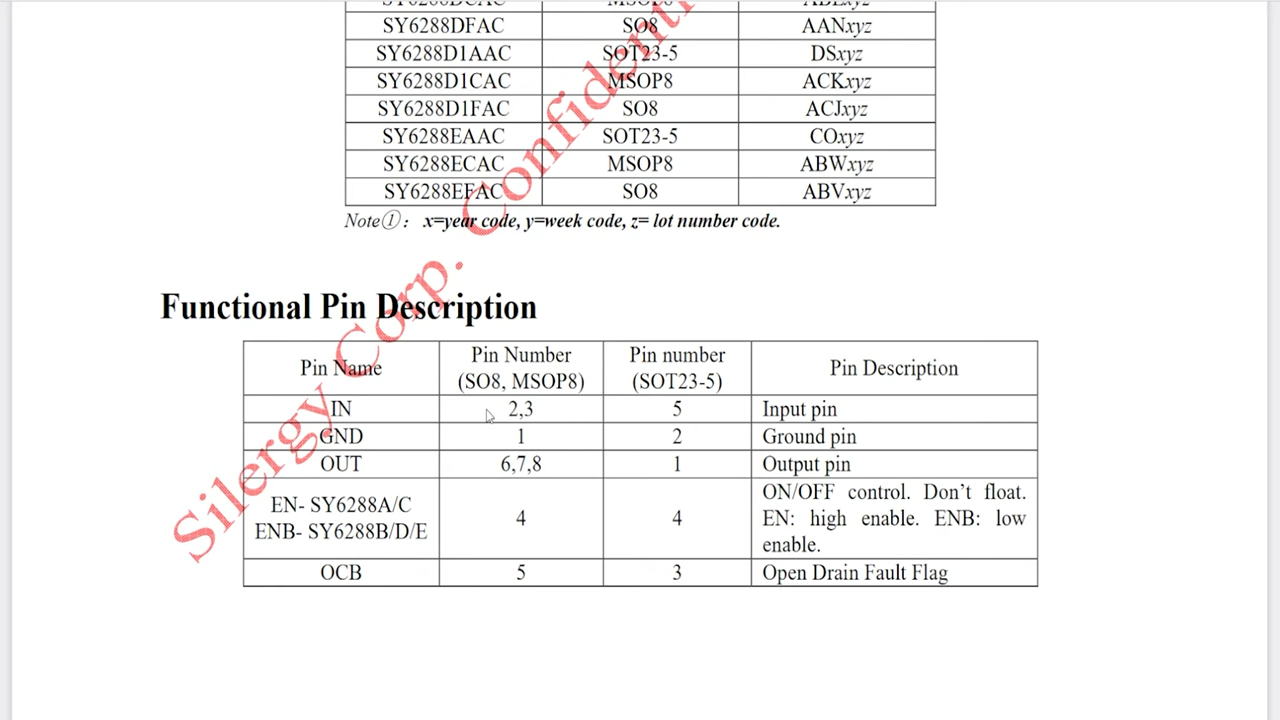 SY6288DCAC MSOP8 ABLxyz
SY6288DFAC SO8 AANxyz
SY6288D1AAC SOT23-5 DSxyz
SY6288D1CAC MSOP8 ACKxyz
SY6288D1FAC SO8 ACJxyz
SY6288EAAC SOT23-5 COxyz
SY6288ECAC MSOP8 ABWxyz
SY6288EFAC SO8 ABVxyz
Note①: x=year code, y=week code, z= lot number code.
Functional Pin Description
Pin Name Pin Number (SO8, MSOP8) Pin number (SOT23-5) Pin Description
IN 2,3 5 Input pin
GND 1 2 Ground pin
OUT 6,7,8 1 Output pin
EN- SY6288A/C
ENB- SY6288B/D/E
4 4
ON/OFF control. Don’t float.
EN: high enable. ENB: low
enable.
OCB 5 3 Open Drain Fault Flag
Silergy Corp. Confidenti